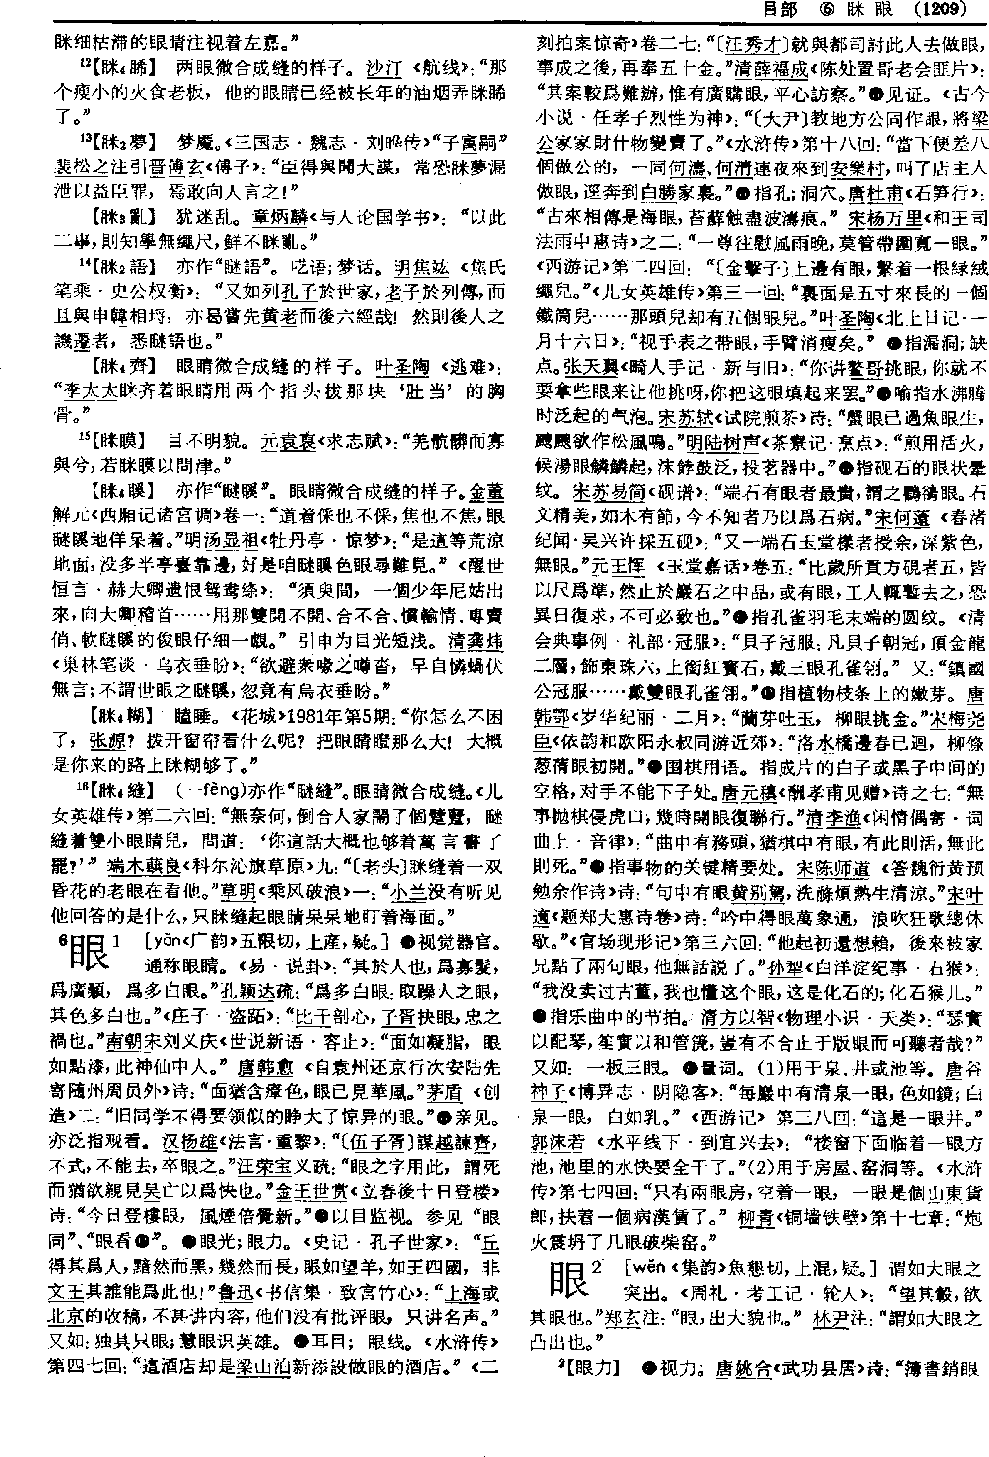 目部 ⑥ 眯 眼 (1209)
眯细枯滞的眼睛注视着左嘉。”
12【眯4睎】 两眼微合成缝的样子。沙汀《航线》：“那
个瘦小的火食老板，他的眼睛已经被长年的油烟弄眯睎
了。”
13【眯2夢】 梦魇。《三国志·魏志·刘晔传》“子寓嗣”
裴松之注引晋傅玄《傅子》：“臣得與聞大謀，常恐眯夢漏
泄以益臣罪，焉敢向人言之！”
【眯3亂】 犹迷乱。章炳麟《与人论国学书》：“以此
二事，則知學無繩尺，鮮不眯亂。”
14【眯2語】 亦作“瞇語”。呓语；梦话。明焦竑《焦氏
笔乘·史公权衡》：“又如列孔子於世家，老子於列傳，而
且與申韓相埒，亦曷嘗先黄老而後六經哉！然則後人之
譏遷者，悉瞇語也。”
【眯4齊】 眼睛微合成缝的样子。叶圣陶《逃难》：
“李太太眯齐着眼睛用两个指头拔那块‘肚当’的胸
骨。”
15【眯瞙】 目不明貌。元袁裒《求志赋》：“羌骯髒而寡
與兮，若眯瞙以問津。”
【眯4瞑】 亦作“瞇瞑”。眼睛微合成缝的样子。金董
解元《西厢记诸宫调》卷一：“道着保也不保，焦也不焦，眼
瞇瞑地佯呆着。”明汤显祖《牡丹亭·惊梦》：“是這等荒涼
地面，没多半亭臺靠邊，好是咱瞇瞑色眼尋難見。”《醒世
恒言·赫大卿遗恨鸳鸯绦》：“須臾間，一個少年尼姑出
來，向大卿稽首……用那雙開不開、合不合、慣輸情、專賣
俏、軟瞇瞑的俊眼仔細一覷。”引申为目光短浅。清龚炜
《巢林笔谈·乌衣垂盼》：“欲避衆喙之噂沓，早自憐蝸伏
無言；不謂世眼之瞇瞑，忽竟有烏衣垂盼。”
【眯4糊】 瞌睡。《花城》1981年第5期：“你怎么不困
了，张源？拨开窗帘看什么呢？把眼睛瞪那么大！大概
是你来的路上眯糊够了。”
16【眯4縫】 （-fēng）亦作“瞇縫”。眼睛微合成缝。《儿
女英雄传》第二六回：“無奈何，倒合人家鬧了個躄躄，瞇
縫着雙小眼睛兒，問道：‘你這話大概也够着萬言書了
罷？’”端木蕻良《科尔沁旗草原》九：“〔老头〕眯缝着一双
昏花的老眼在看他。”草明《乘风破浪》一：“小兰没有听见
他回答的是什么，只眯缝起眼睛呆呆地盯着海面。”
6眼1 ［yǎn《广韵》五限切，上産，疑。］ ❶视觉器官。
通称眼睛。《易·说卦》：“其於人也，爲寡髮，
爲廣顙，爲多白眼。”孔颖达疏：“爲多白眼：取躁人之眼，
其色多白也。”《庄子·盗跖》：“比干剖心，子胥抉眼，忠之
禍也。”南朝宋刘义庆《世说新语·容止》：“面如凝脂，眼
如點漆，此神仙中人。”唐韩愈《自袁州还京行次安陆先
寄随州周员外》诗：“面猶含瘴色，眼已見華風。”茅盾《创
造》二：“旧同学不得要领似的睁大了惊异的眼。”❷亲见。
亦泛指观看。汉扬雄《法言·重黎》：“〔伍子胥〕謀越諫齊，
不式，不能去，卒眼之。”汪荣宝义疏：“眼之字用此，謂死
而猶欲親見吴亡以爲快也。”金王世赏《立春後十日登楼》
诗：“今日登樓眼，風煙倍覺新。”❸以目监视。参见“眼
同”、“眼看❶”。❹眼光；眼力。《史记·孔子世家》：“丘
得其爲人，黯然而黑，幾然而長，眼如望羊，如王四國，非
文王其誰能爲此也！”鲁迅《书信集·致宫竹心》：“上海或
北京的收稿，不甚讲内容，他们没有批评眼，只讲名声。”
又如：独具只眼；慧眼识英雄。❺耳目；眼线。《水浒传》
第四七回：“這酒店却是梁山泊新添設做眼的酒店。”《二
刻拍案惊奇》卷二七：“〔汪秀才〕就與都司討此人去做眼，
事成之後，再奉五十金。”清薛福成《陈处置哥老会匪片》：
“其案較爲難辦，惟有廣購眼，平心訪察。”❻见证。《古今
小说·任孝子烈性为神》：“〔大尹〕教地方公同作眼，將梁
公家家財什物變賣了。”《水浒传》第十八回：“當下便差八
個做公的，一同何濤、何清連夜來到安樂村，叫了店主人
做眼，逕奔到白勝家裏。”❼指孔；洞穴。唐杜甫《石笋行》：
“古來相傳是海眼，苔蘚蝕盡波濤痕。”宋杨万里《和王司
法雨中惠诗》之二：“一尊往慰風雨晚，莫管帶圍寬一眼。”
《西游记》第二四回：“〔金擊子〕上邊有眼，繫着一根緑絨
繩兒。”《儿女英雄传》第三一回：“裏面是五寸來長的一個
鐵筒兒……那頭兒却有五個眼兒。”叶圣陶《北上日记·一
月十六日》：“视手表之带眼，手臂消瘦矣。”❽指漏洞；缺
点。张天翼《畸人手记·新与旧》：“你讲螯哥挑眼，你就不
要拿些眼来让他挑呀，你把这眼填起来罢。”❾喻指水沸腾
时泛起的气泡。宋苏轼《试院煎茶》诗：“蟹眼已過魚眼生，
颼颼欲作松風鳴。”明陆树声《茶寮记·烹点》：“煎用活火，
候湯眼鱗鱗起，沫餑鼓泛，投茗器中。”❿指砚石的眼状晕
纹。宋苏易简《砚谱》：“端石有眼者最貴，謂之鸜鵒眼。石
文精美，如木有節，今不知者乃以爲石病。”宋何薳《春渚
纪闻·吴兴许採五砚》：“又一端石玉堂樣者授余，深紫色，
無眼。”元王恽《玉堂嘉话》卷五：“比歲所貢方硯者五，皆
以尺爲準，然止於巖石之中品，或有眼，工人輒鑿去之，恐
異日復求，不可必致也。”⓫指孔雀羽毛末端的圆纹。《清
会典事例·礼部·冠服》：“貝子冠服：凡貝子朝冠，頂金龍
二層，飾東珠六，上銜紅寶石，戴三眼孔雀翎。”又：“鎮國
公冠服……戴雙眼孔雀翎。”⓬指植物枝条上的嫩芽。唐
韩鄂《岁华纪丽·二月》：“蘭芽吐玉，柳眼挑金。”宋梅尧
臣《依韵和欧阳永叔同游近郊》：“洛水橋邊春已迴，柳條
葱蒨眼初開。”⓭围棋用语。指成片的白子或黑子中间的
空格，对手不能下子处。唐元稹《酬孝甫见赠》诗之七：“無
事抛棋侵虎口，幾時開眼復聯行。”清李渔《闲情偶寄·词
曲上·音律》：“曲中有務頭，猶棋中有眼，有此則活，無此
則死。”⓮指事物的关键精要处。宋陈师道《答魏衍黄预
勉余作诗》诗：“句中有眼黄别駕，洗滌煩熱生清凉。”宋叶
適《题郑大惠诗卷》诗：“吟中得眼萬象通，浪吹狂歌總休
歇。”《官场现形记》第三六回：“他起初還想賴，後來被家
兄點了兩句眼，他無話説了。”孙犁《白洋淀纪事·石猴》：
“我没卖过古董，我也懂这个眼，这是化石的；化石猴儿。”
⓯指乐曲中的节拍。清方以智《物理小识·天类》：“瑟實
以配琴，笙實以和管篪，豈有不合止于版眼而可聽者哉？”
又如：一板三眼。⓰量词。（1）用于泉、井或池等。唐谷
神子《博异志·阴隐客》：“每巖中有清泉一眼，色如鏡；白
泉一眼，白如乳。”《西游记》第三八回：“這是一眼井。”
郭沫若《水平线下·到宜兴去》：“楼窗下面临着一眼方
池，池里的水快要全干了。”（2）用于房屋、窑洞等。《水浒
传》第七四回：“只有兩眼房，空着一眼，一眼是個山東貨
郎，扶着一個病漢賃了。”柳青《铜墙铁壁》第十七章：“炮
火震坍了几眼破柴窑。”
眼2 ［wěn《集韵》魚懇切，上混，疑。］ 谓如大眼之
突出。《周礼·考工记·轮人》：“望其轂，欲
其眼也。”郑玄注：“眼，出大貌也。”林尹注：“謂如大眼之
凸出也。”
2【眼力】 ❶视力。唐姚合《武功县居》诗：“簿書銷眼